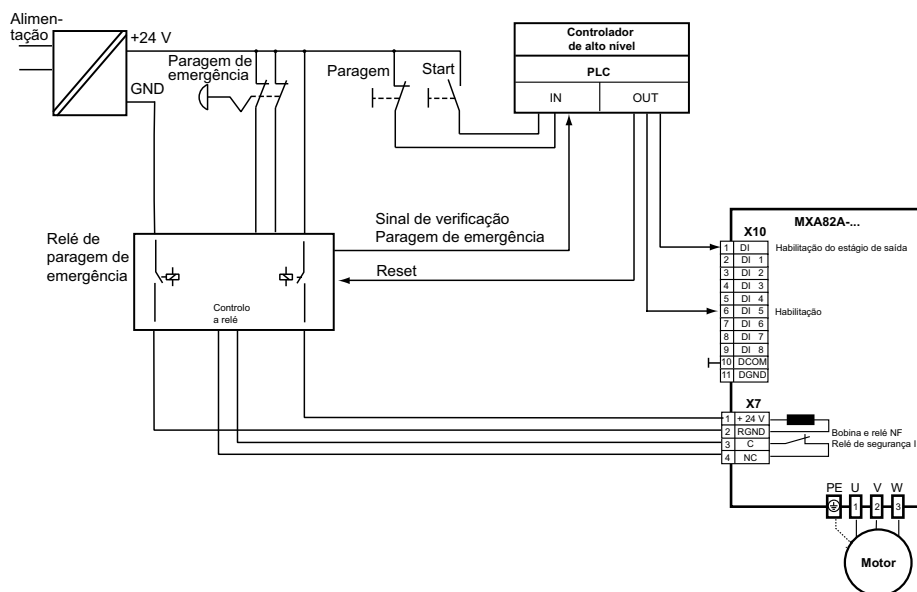 Alimen-
tação
+24 V
GND
Paragem de
emergência
Paragem
Start
Controlador
de alto nível
PLC
IN OUT
Relé de
paragem de
emergência
Controlo
a relé
Sinal de verificação
Paragem de emergência
Reset
MXA82A-...
X10
1 DI Habilitação do estágio de saída
2 DI 1
3 DI 2
4 DI 3
5 DI 4
6 DI 5 Habilitação
7 DI 6
8 DI 7
9 DI 8
10 DCOM
11 DGND
X7
1 + 24 V
2 RGND Bobina e relé NF
3 C Relé de segurança I
4 NC
PE U V W
1 2 3
Motor